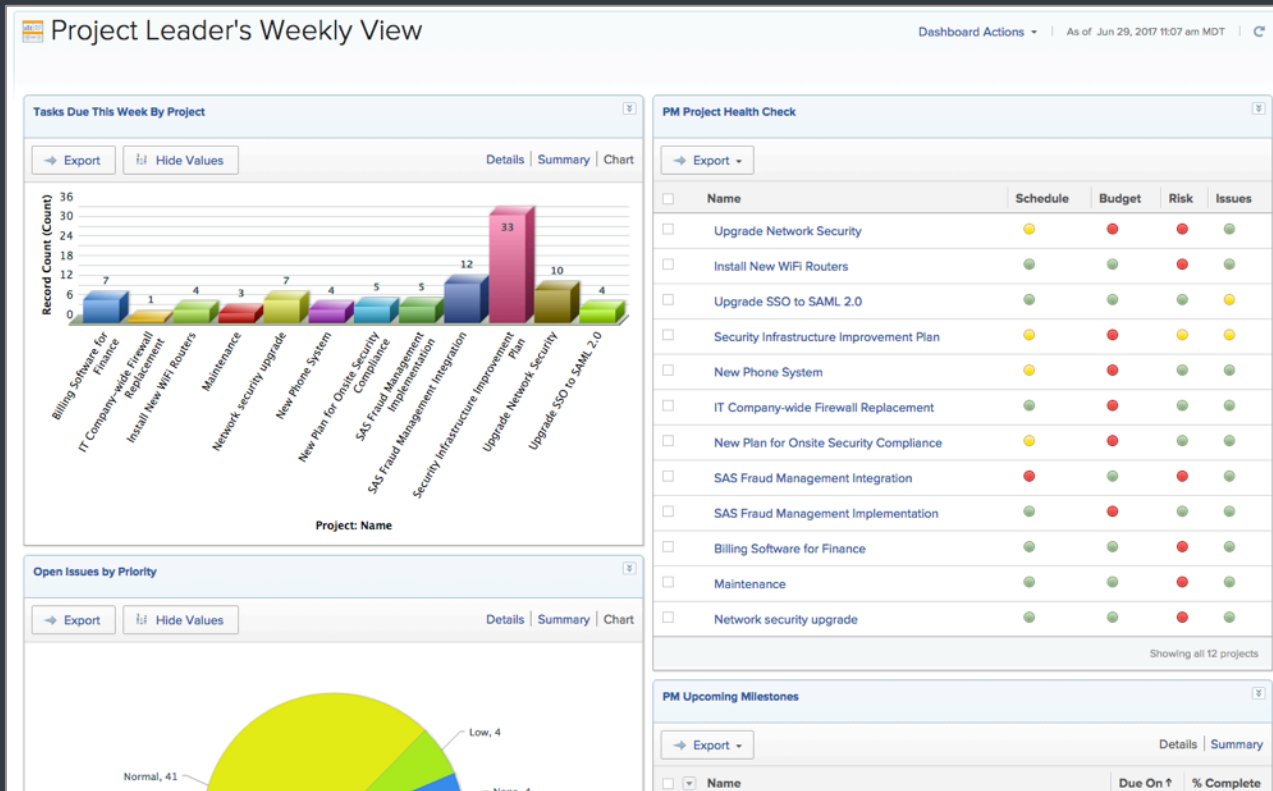 Project Leader's Weekly View
Dashboard Actions
As of Jun 29, 2017 11:07 am MDT
Tasks Due This Week By Project
Export
Hide Values
Details
Summary
Chart
Record Count (Count)
36
30
24
18
12
6
0
7
1
4
3
7
4
5
5
12
33
10
4
Billing Software for
Finance
IT Company-wide Firewall
Replacement
Install New WiFi Routers
Maintenance
Network security upgrade
New Phone System
New Plan for Onsite Security
Compliance
SAS Fraud Management
Implementation
SAS Fraud Management Integration
Security Infrastructure Improvement
Plan
Upgrade Network Security
Upgrade SSO to SAML 2.0
Project: Name
Open Issues by Priority
Export
Hide Values
Details
Summary
Chart
Low, 4
Normal, 41
PM Project Health Check
Export
Name Schedule Budget Risk Issues
Upgrade Network Security
Install New WiFi Routers
Upgrade SSO to SAML 2.0
Security Infrastructure Improvement Plan
New Phone System
IT Company-wide Firewall Replacement
New Plan for Onsite Security Compliance
SAS Fraud Management Integration
SAS Fraud Management Implementation
Billing Software for Finance
Maintenance
Network security upgrade
Showing all 12 projects
PM Upcoming Milestones
Export
Details
Summary
Name Due On ↑ % Complete